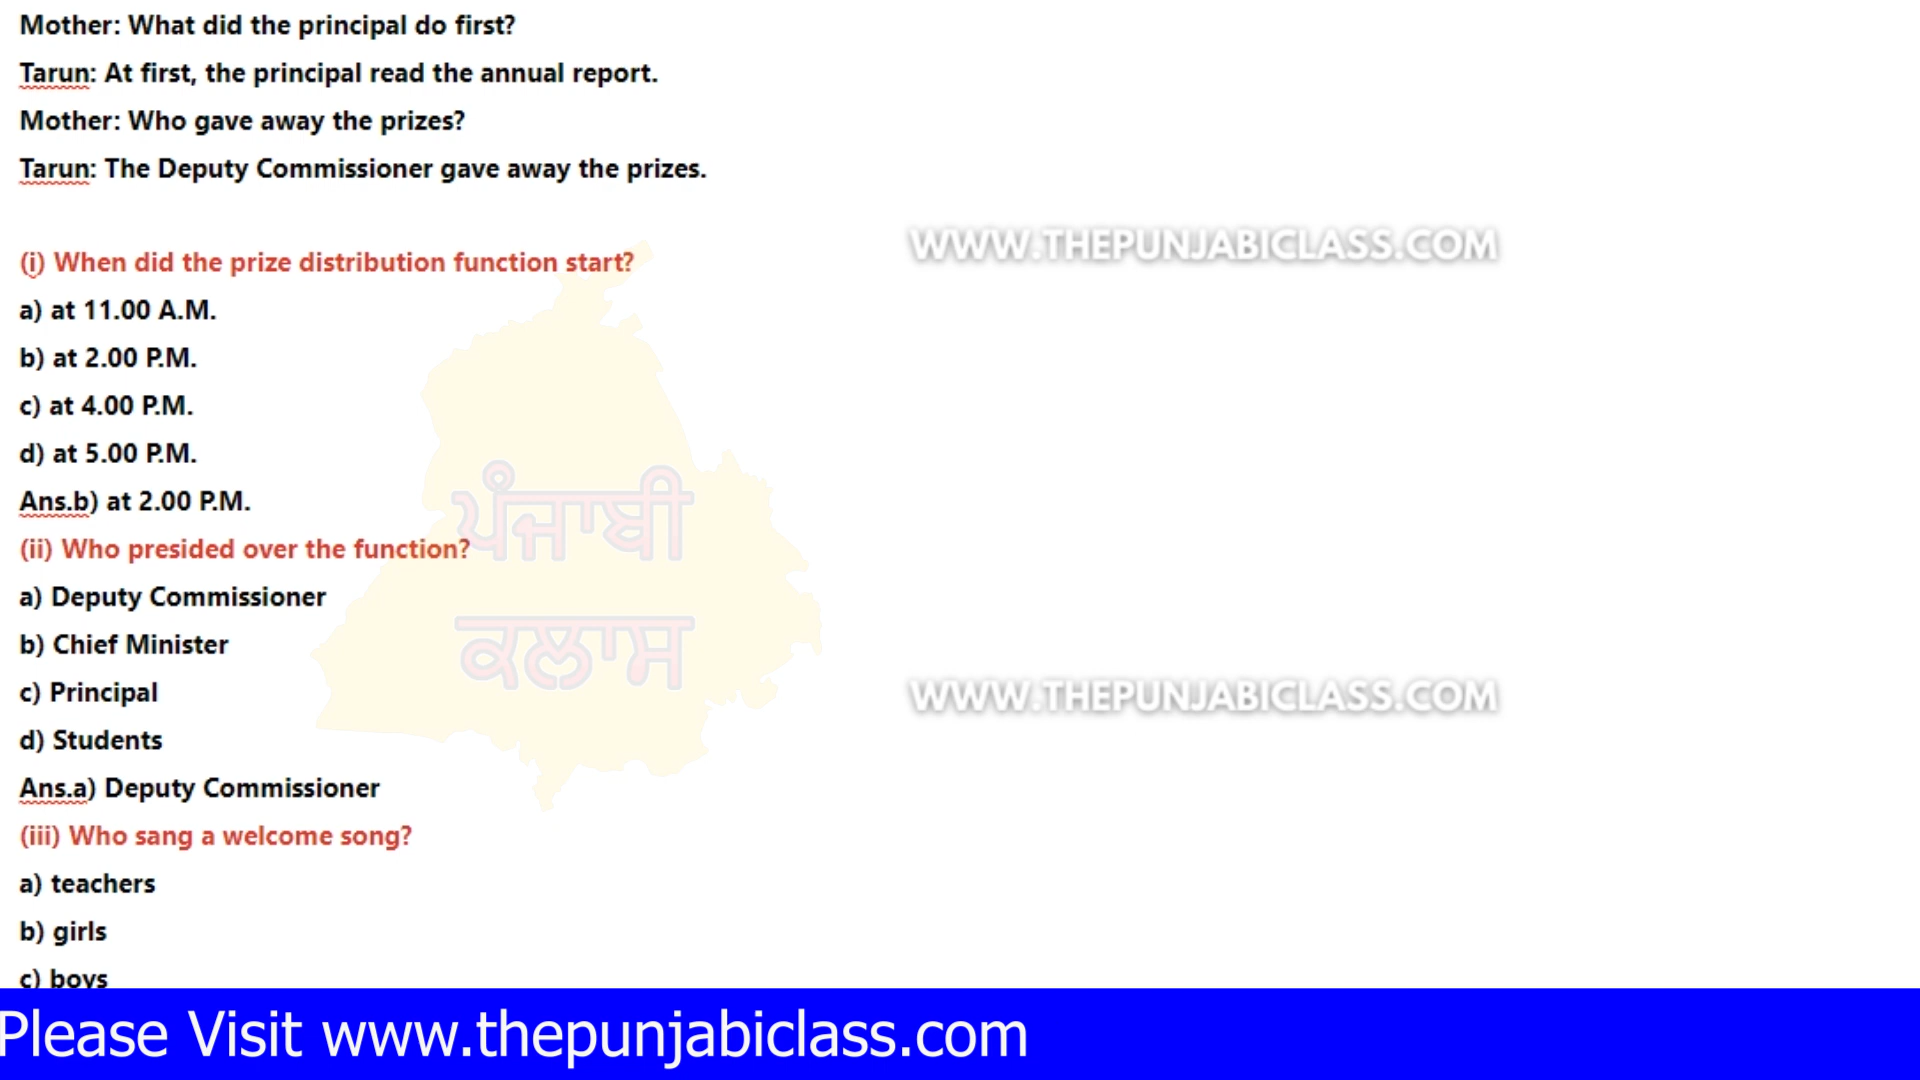 Mother: What did the principal do first?
Tarun: At first, the principal read the annual report.
Mother: Who gave away the prizes?
Tarun: The Deputy Commissioner gave away the prizes.
WWW.THEPUNJABICLASS.COM
(i) When did the prize distribution function start?
a) at 11.00 A.M.
b) at 2.00 P.M.
c) at 4.00 P.M.
d) at 5.00 P.M.
Ans.b) at 2.00 P.M.
ਪੰਜਾਬੀ
(ii) Who presided over the function?
a) Deputy Commissioner
b) Chief Minister
ਕਲਾਸ
c) Principal
WWW.THEPUNJABICLASS.COM
d) Students
Ans.a) Deputy Commissioner
(iii) Who sang a welcome song?
a) teachers
b) girls
c) boys
Please Visit www.thepunjabiclass.com